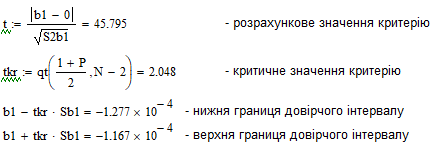 t := |b1 − 0| / √S2b1 = 45.795 - розрахункове значення критерію
tkr := qt((1 + P)/2 , N − 2) = 2.048 - критичне значення критерію
b1 − tkr · Sb1 = −1.277 × 10⁻⁴ - нижня границя довірчого інтервалу
b1 + tkr · Sb1 = −1.167 × 10⁻⁴ - верхня границя довірчого інтервалу